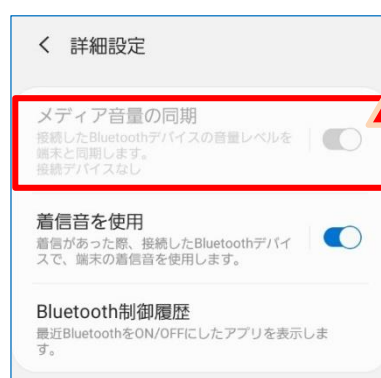 詳細設定
メディア音量の同期
接続したBluetoothデバイスの音量レベルを
端末と同期します。
接続デバイスなし
着信音を使用
着信があった際、接続したBluetoothデバイ
スで、端末の着信音を使用します。
Bluetooth制御履歴
最近BluetoothをON/OFFにしたアプリを表示しま
す。